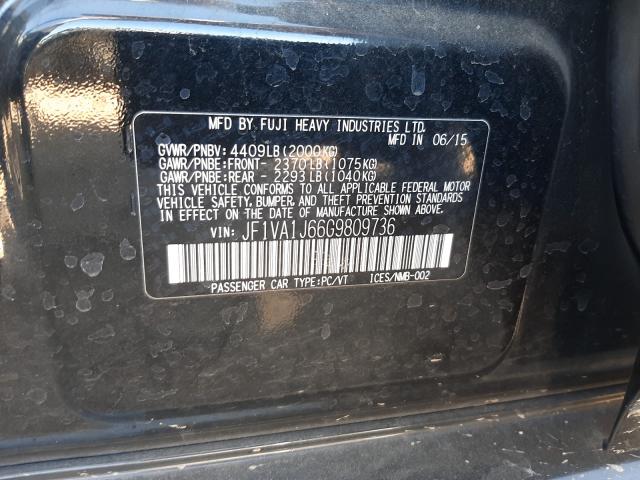 MFD BY FUJI HEAVY INDUSTRIES LTD.
MFD IN 06/15
GVWR/PNBV: 4409LB(2000KG)
GAWR/PNBE:FRONT- 2370LB(1075KG)
GAWR/PNBE:REAR - 2293LB(1040KG)
THIS VEHICLE CONFORMS TO ALL APPLICABLE FEDERAL MOTOR
VEHICLE SAFETY, BUMPER, AND THEFT PREVENTION STANDARDS
IN EFFECT ON THE DATE OF MANUFACTURE SHOWN ABOVE.
VIN: JF1VA1J66G9809736
PASSENGER CAR TYPE:PC/VT ICES/NMB-002